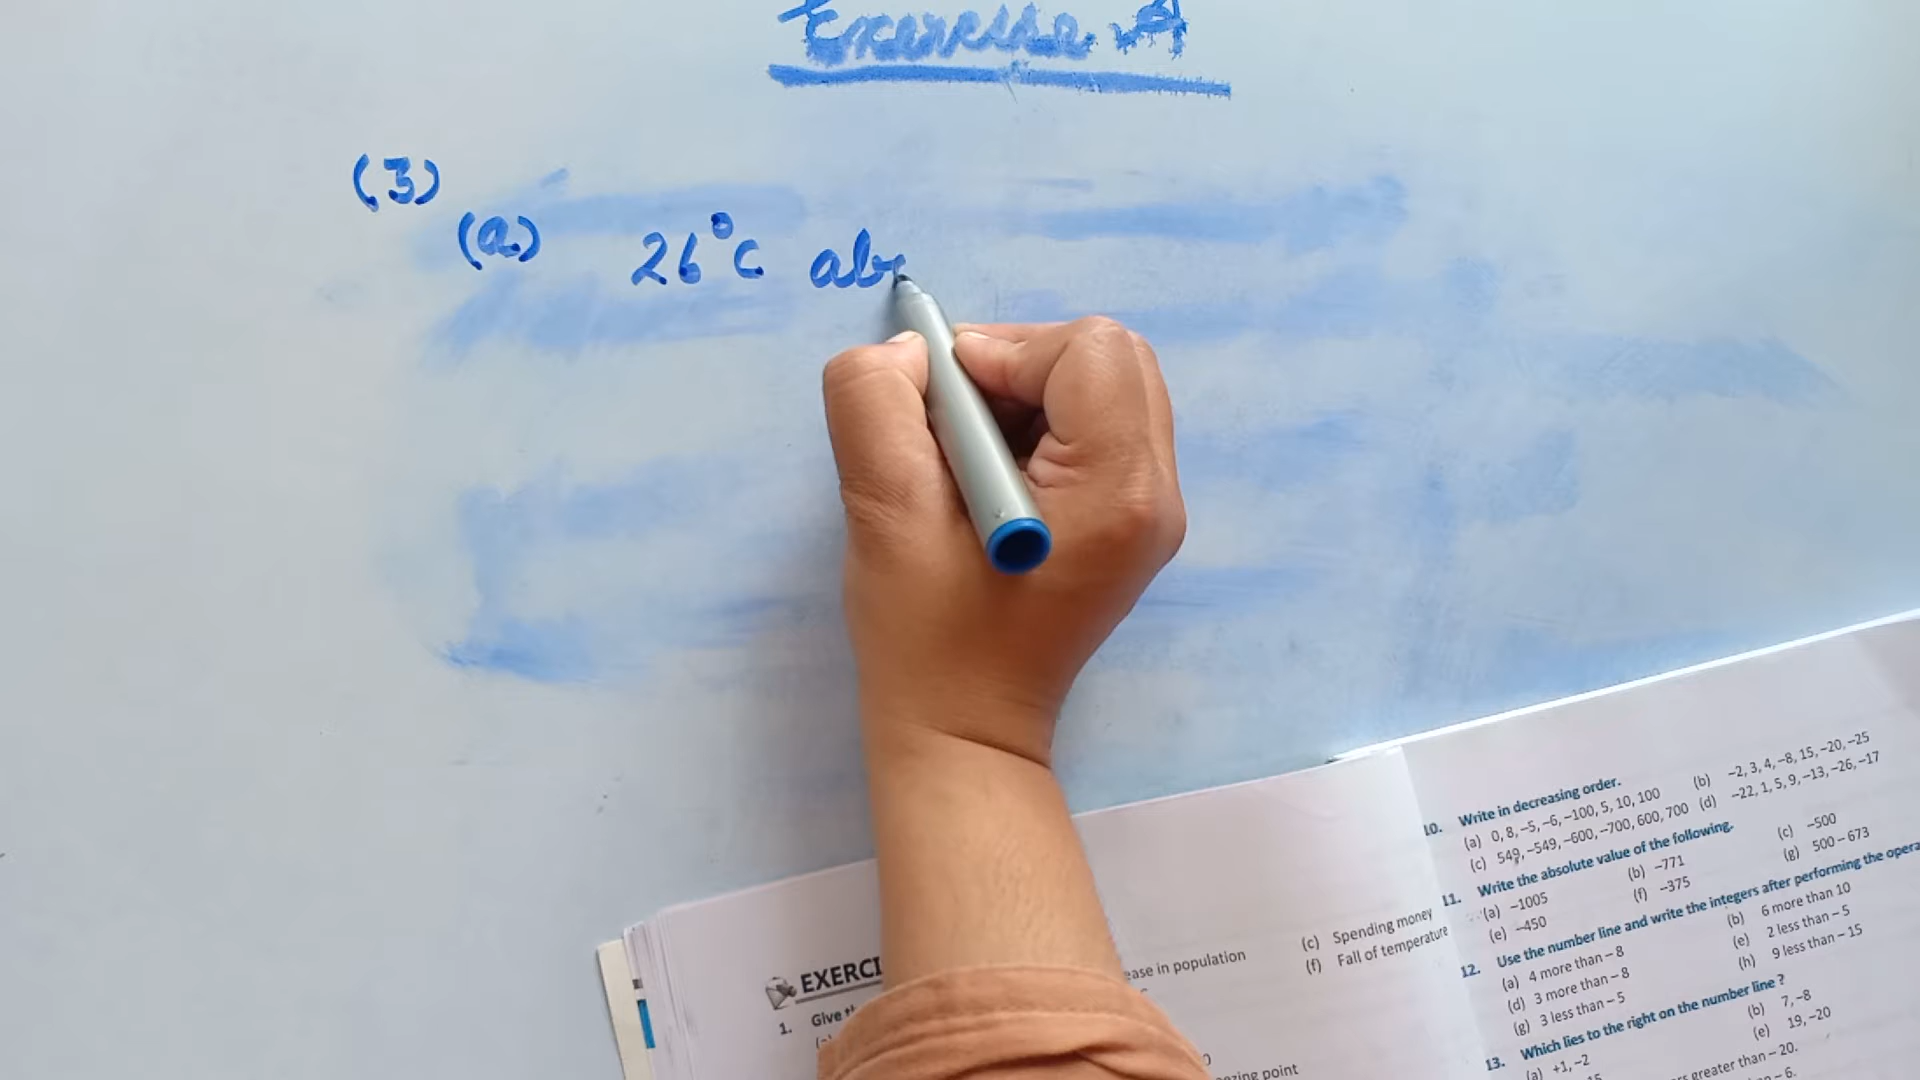 Exercise A
(3)
(a) 26°C
EXERCI
1. Give
ease in population
(c) Spending money
(f) Fall of temperature
point
10. Write in decreasing order.
(a) 0, 8, –5, –6, –100, 5, 10, 100 (b) –2, 3, 4, –8, 15, –20, –25
(c) 549, –549, –600, –700, 600, 700 (d) –22, 1, 5, 9, –13, –26, –17
11. Write the absolute value of the following.
(a) –1005 (b) –771 (c) –500
(e) –450 (f) –375 (g) 500 – 673
12. Use the number line and write the integers after performing the opera
(a) 4 more than – 8 (b) 6 more than 10
(d) 3 more than – 8 (e) 2 less than – 5
(g) 3 less than – 5 (h) 9 less than – 15
13. Which lies to the right on the number line ?
(a) +1, –2 (b) 7, –8
(e) 19, –20
greater than – 20.
– 6.